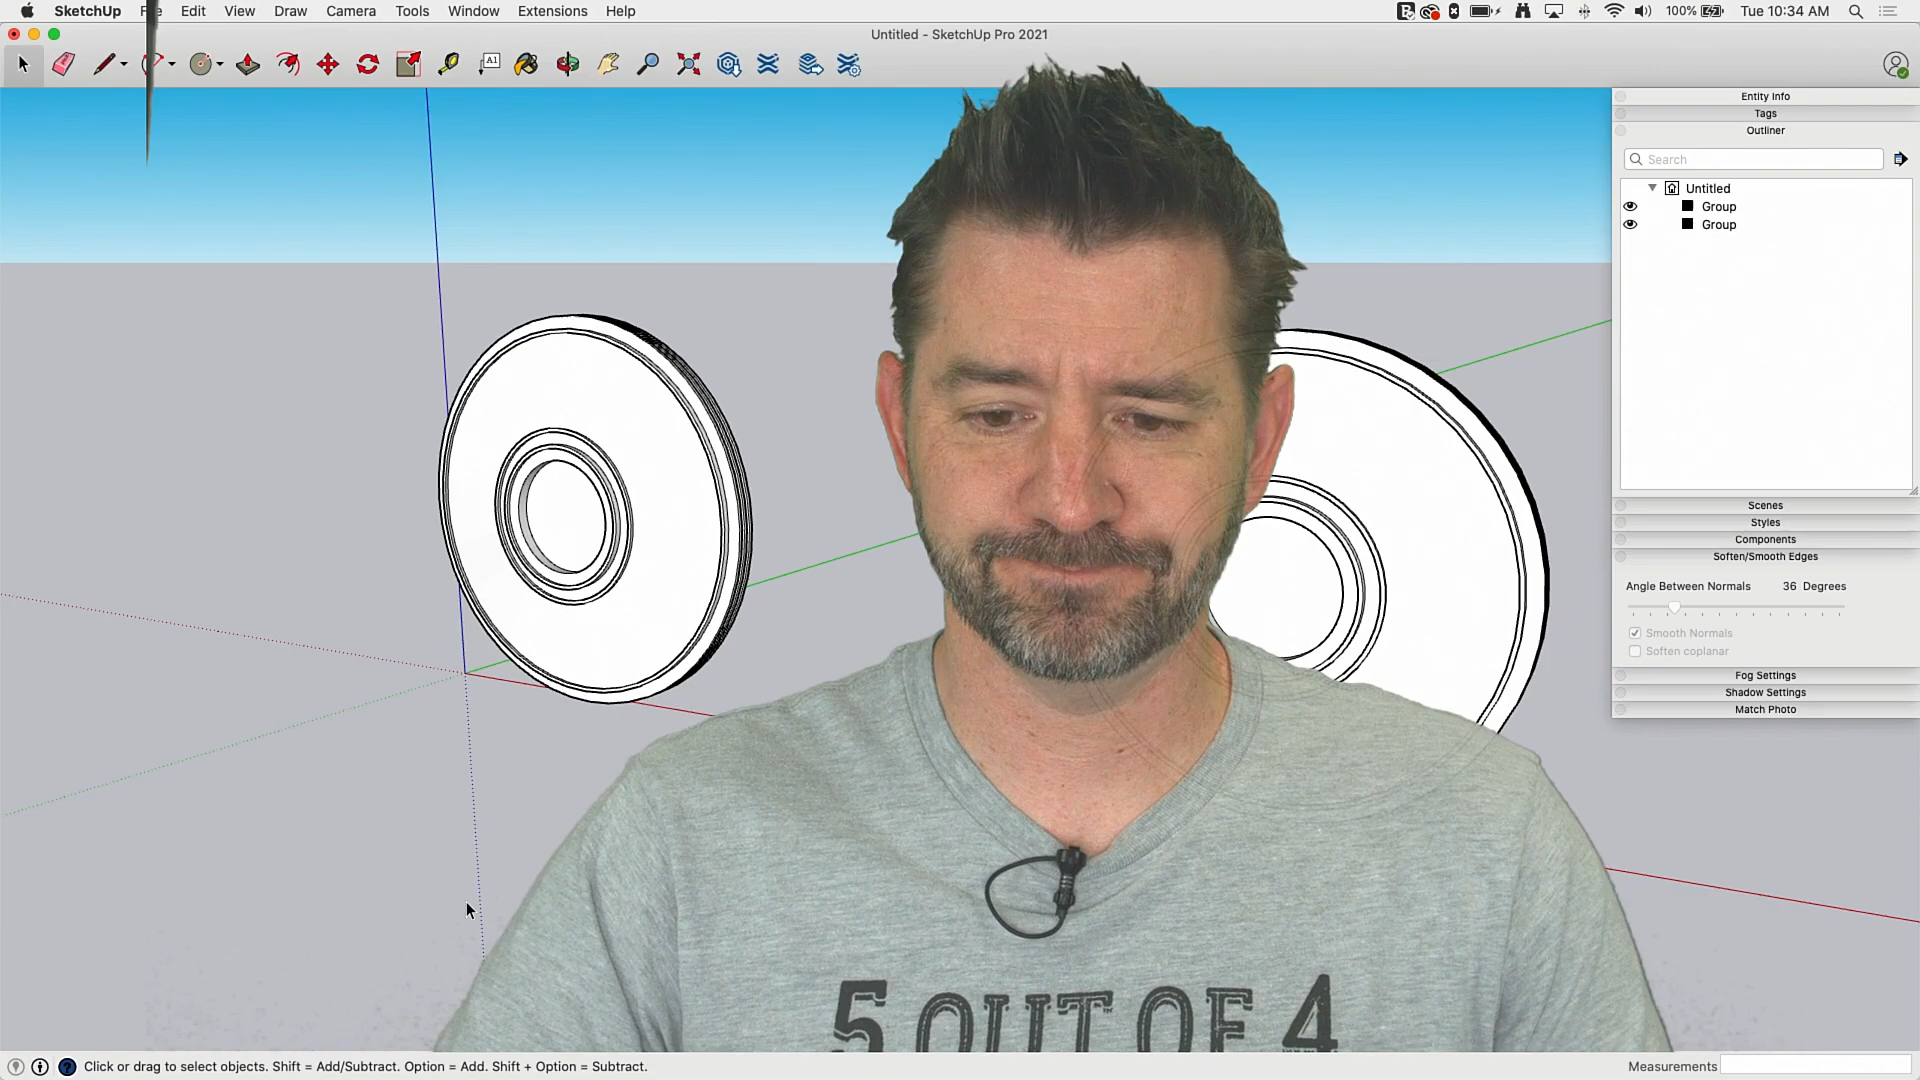 SketchUp Edit View Draw Camera Tools Window Extensions Help 100% Tue 10:34 AM
Untitled - SketchUp Pro 2021
A1
Entity Info
Tags
Outliner
Search
Untitled
Group
Group
Scenes
Styles
Components
Soften/Smooth Edges
Angle Between Normals 36 Degrees
Smooth Normals
Soften coplanar
Fog Settings
Shadow Settings
Match Photo
5 OUT OF 4
Click or drag to select objects. Shift = Add/Subtract. Option = Add. Shift + Option = Subtract.
Measurements